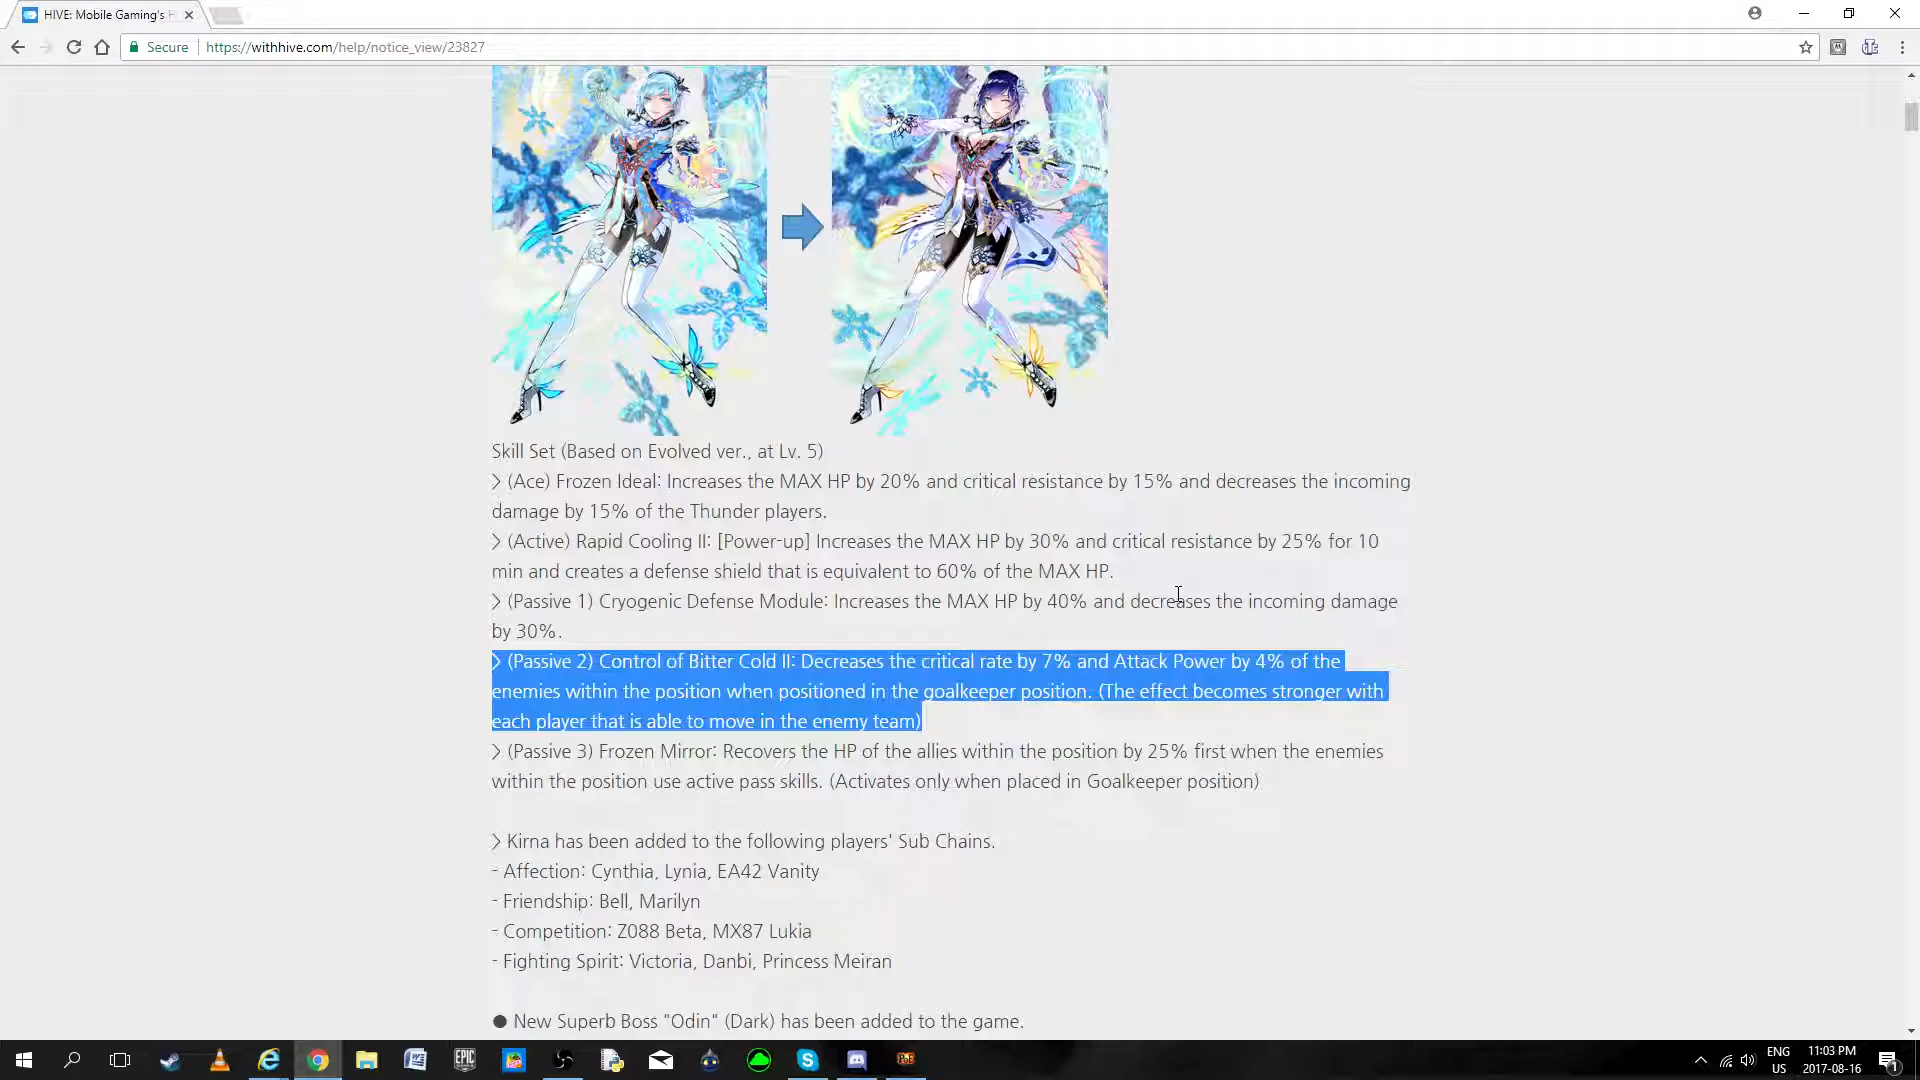 HIVE: Mobile Gaming's H
Secure https://withhive.com/help/notice_view/23827
Skill Set (Based on Evolved ver., at Lv. 5)
> (Ace) Frozen Ideal: Increases the MAX HP by 20% and critical resistance by 15% and decreases the incoming
damage by 15% of the Thunder players.
> (Active) Rapid Cooling II: [Power-up] Increases the MAX HP by 30% and critical resistance by 25% for 10
min and creates a defense shield that is equivalent to 60% of the MAX HP.
> (Passive 1) Cryogenic Defense Module: Increases the MAX HP by 40% and decreases the incoming damage
by 30%.
> (Passive 2) Control of Bitter Cold II: Decreases the critical rate by 7% and Attack Power by 4% of the
enemies within the position when positioned in the goalkeeper position. (The effect becomes stronger with
each player that is able to move in the enemy team)
> (Passive 3) Frozen Mirror: Recovers the HP of the allies within the position by 25% first when the enemies
within the position use active pass skills. (Activates only when placed in Goalkeeper position)
> Kirna has been added to the following players' Sub Chains.
- Affection: Cynthia, Lynia, EA42 Vanity
- Friendship: Bell, Marilyn
- Competition: Z088 Beta, MX87 Lukia
- Fighting Spirit: Victoria, Danbi, Princess Meiran
● New Superb Boss "Odin" (Dark) has been added to the game.
EPIC GAMES
PoE
ENG
US
11:03 PM
2017-08-16
1